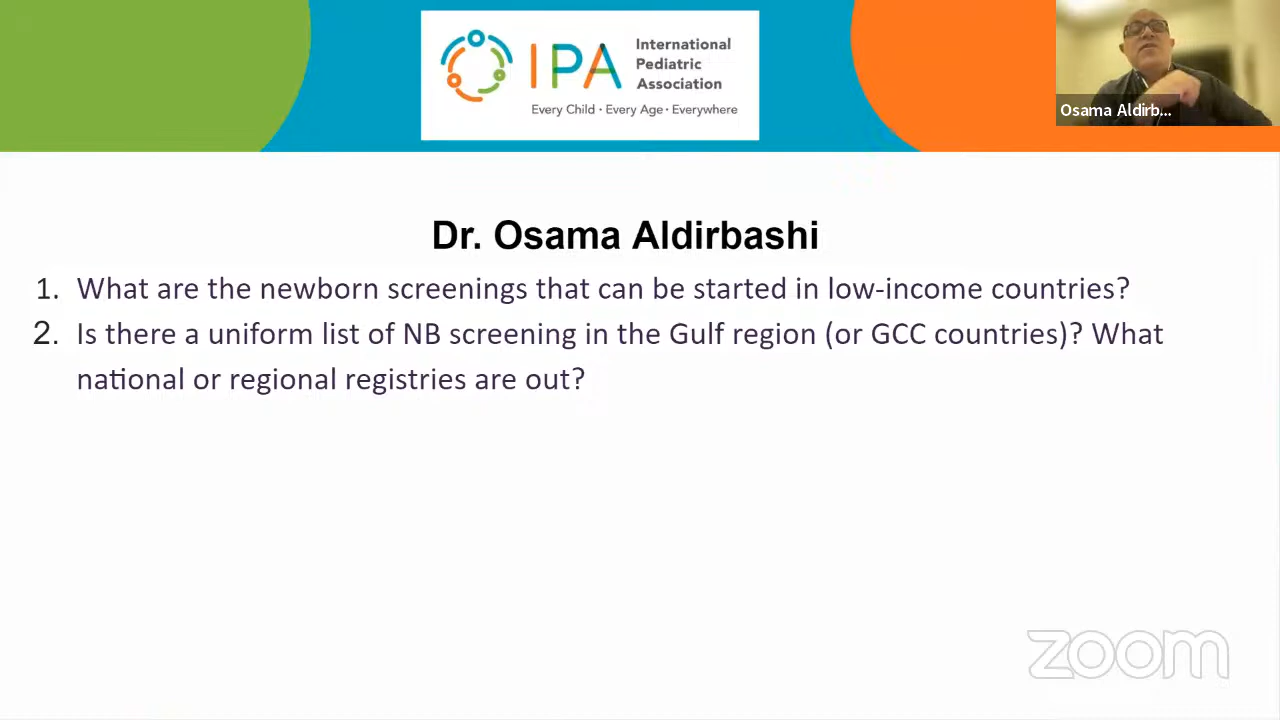 IPA
International
Pediatric
Association
Every Child • Every Age • Everywhere
Osama Aldirb...
Dr. Osama Aldirbashi
1. What are the newborn screenings that can be started in low-income countries?
2. Is there a uniform list of NB screening in the Gulf region (or GCC countries)? What
national or regional registries are out?
zoom